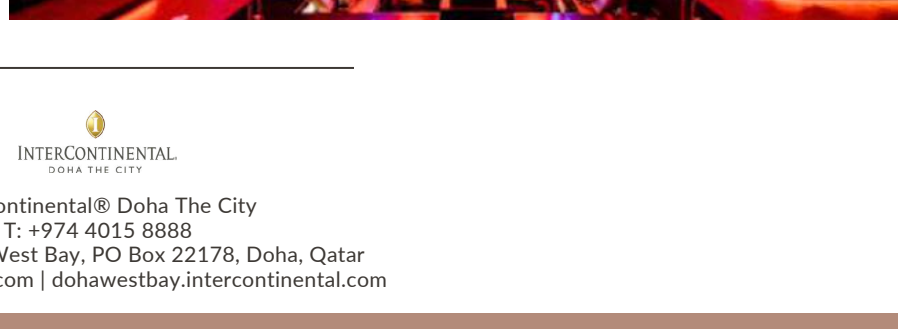 INTERCONTINENTAL.
DOHA THE CITY
ontinental® Doha The City
T: +974 4015 8888
West Bay, PO Box 22178, Doha, Qatar
com | dohawestbay.intercontinental.com